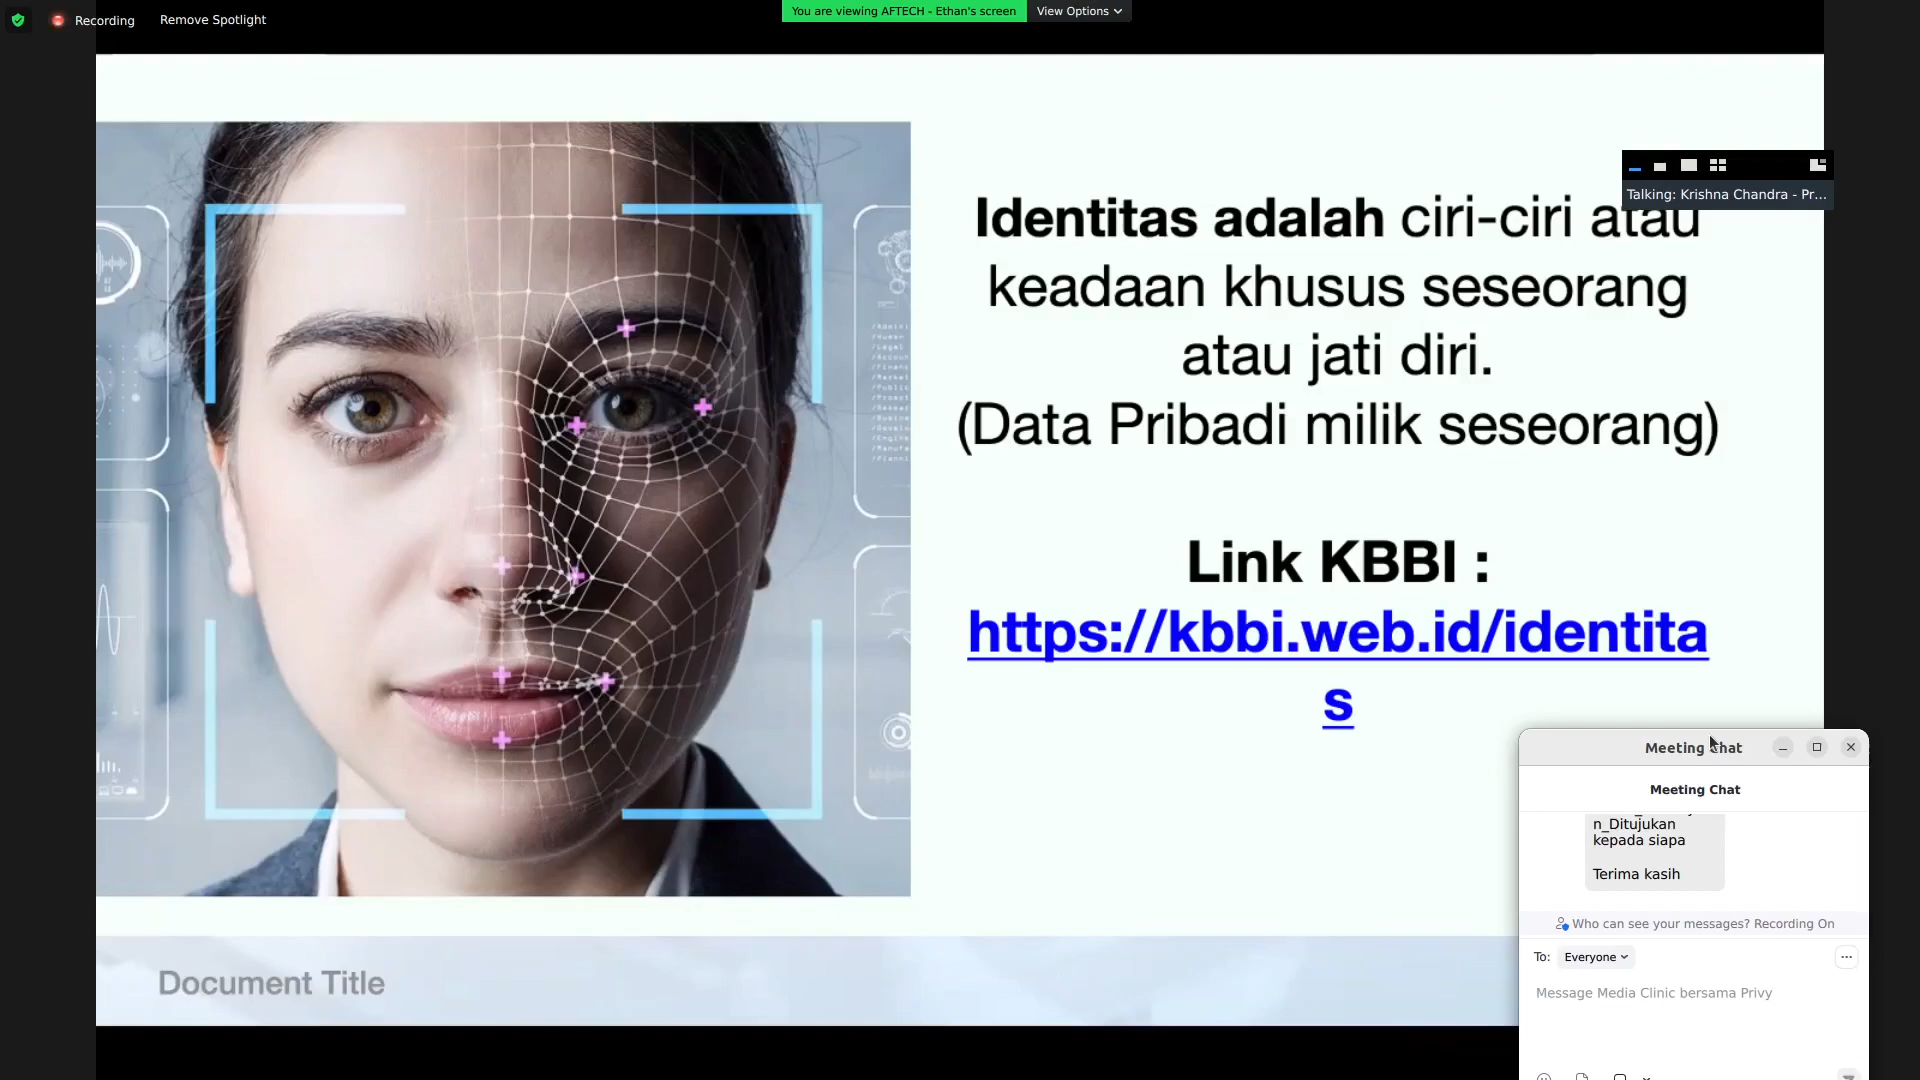 Recording
Remove Spotlight
You are viewing AFTECH - Ethan's screen
View Options
Talking: Krishna Chandra - Pr...
Identitas adalah ciri-ciri atau
keadaan khusus seseorang
atau jati diri.
(Data Pribadi milik seseorang)
Link KBBI :
https://kbbi.web.id/identita
s
Document Title
Meeting Chat
Meeting Chat
n_Ditujukan
kepada siapa
Terima kasih
Who can see your messages? Recording On
To: Everyone
Message Media Clinic bersama Privy